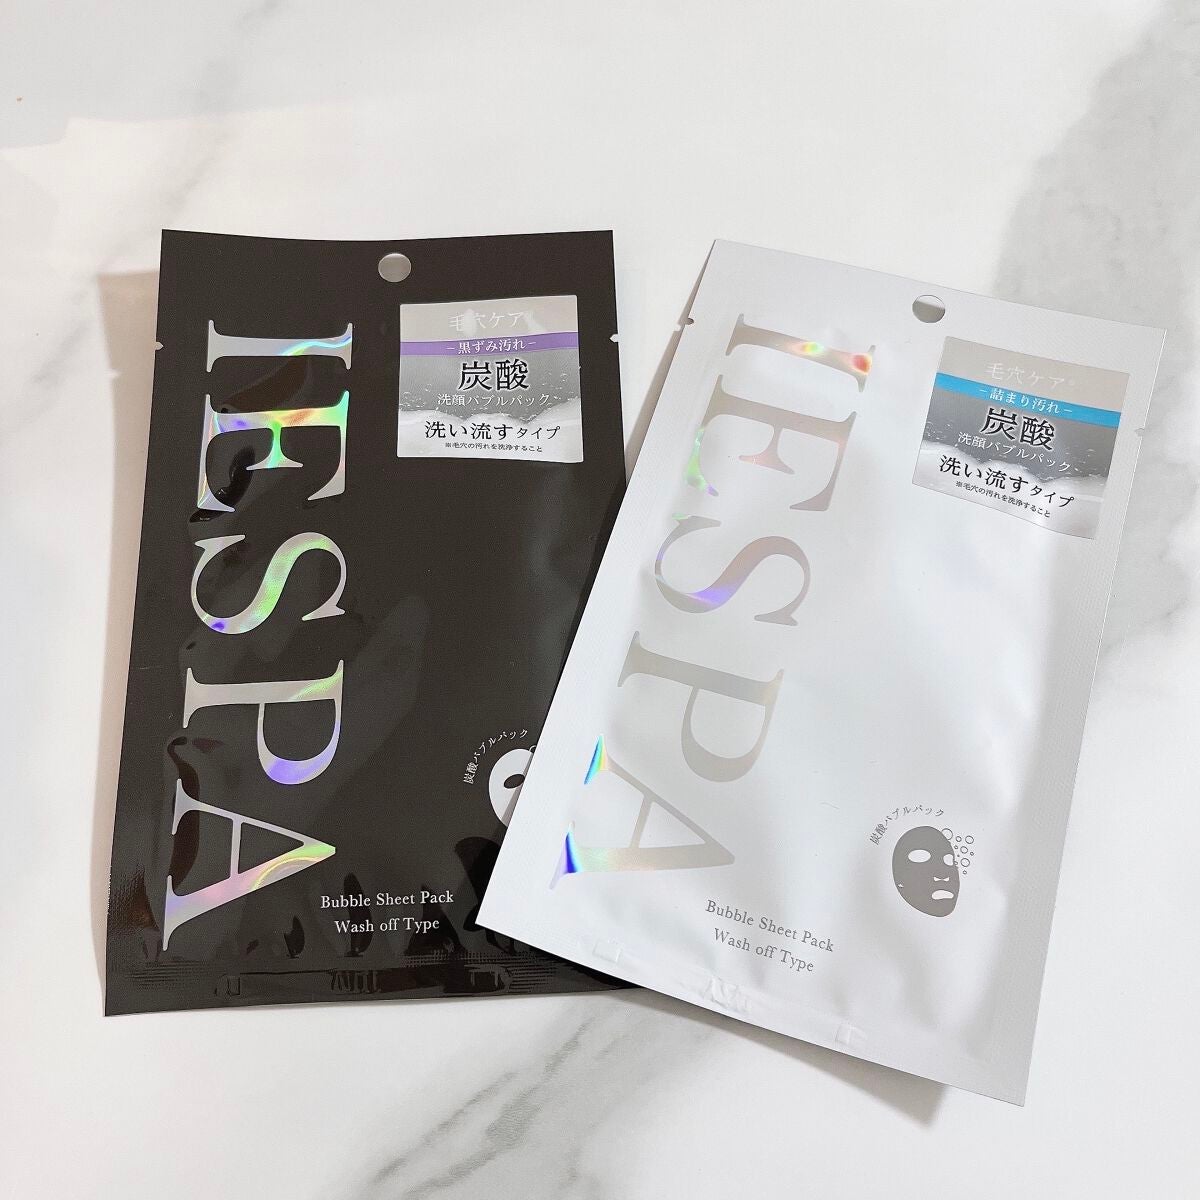 IESPA
毛穴ケア※
-黒ずみ汚れ-
炭酸
洗顔バブルパック
洗い流すタイプ
※毛穴の汚れを洗浄すること
炭酸バブルパック
Bubble Sheet Pack
Wash off Type
IESPA
毛穴ケア※
-詰まり汚れ-
炭酸
洗顔バブルパック
洗い流すタイプ
※毛穴の汚れを洗浄すること
炭酸バブルパック
Bubble Sheet Pack
Wash off Type